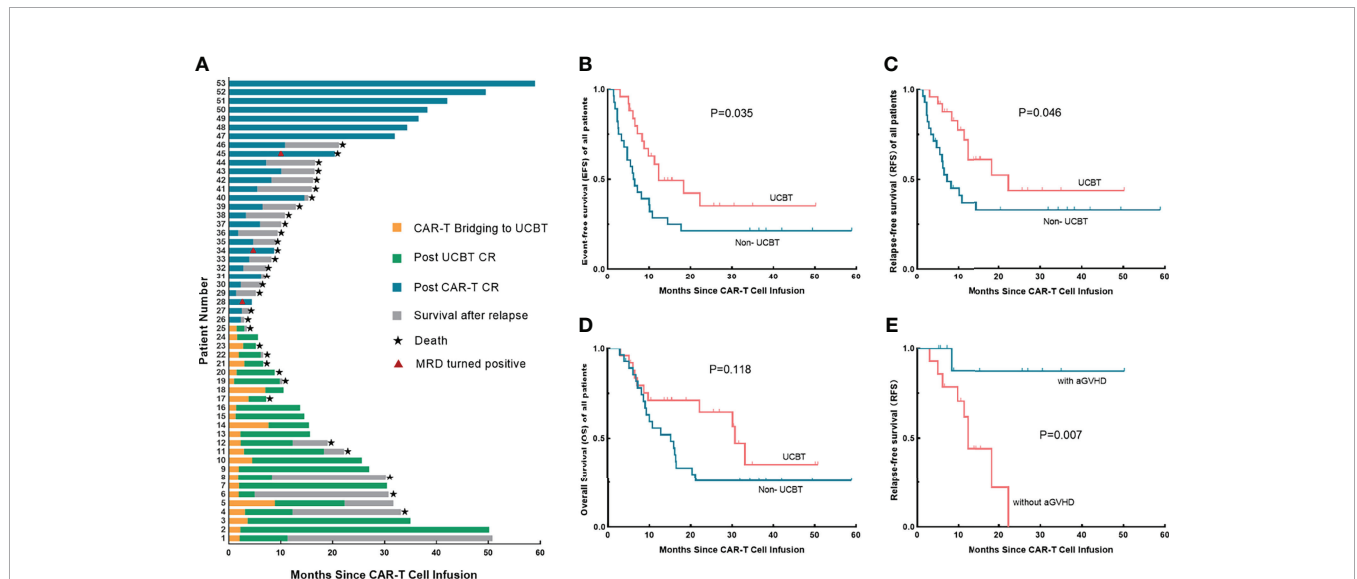 A
53
52
51
50
49
48
47
46
45
44
43
42
41
40
39
38
37
36
35
34
33
32
31
30
29
28
27
26
25
24
23
22
21
20
19
18
17
16
15
14
13
12
11
10
9
8
7
6
5
4
3
2
1
Patient Number
0 10 20 30 40 50 60
Months Since CAR-T Cell Infusion
CAR-T Bridging to UCBT
Post UCBT CR
Post CAR-T CR
Survival after relapse
Death
MRD turned positive
B
Event-free survival (EFS) of all patients
1.0
0.5
0.0
P=0.035
UCBT
Non- UCBT
0 10 20 30 40 50 60
Months Since CAR-T Cell Infusion
C
Relapse-free survival (RFS) of all patients
1.0
0.5
0.0
P=0.046
UCBT
Non- UCBT
0 10 20 30 40 50 60
Months Since CAR-T Cell Infusion
D
Overall Survival (OS) of all patients
1.0
0.5
0.0
P=0.118
UCBT
Non- UCBT
0 10 20 30 40 50 60
Months Since CAR-T Cell Infusion
E
Relapse-free survival (RFS)
1.0
0.5
0.0
with aGVHD
P=0.007
without aGVHD
0 10 20 30 40 50 60
Months Since CAR-T Cell Infusion